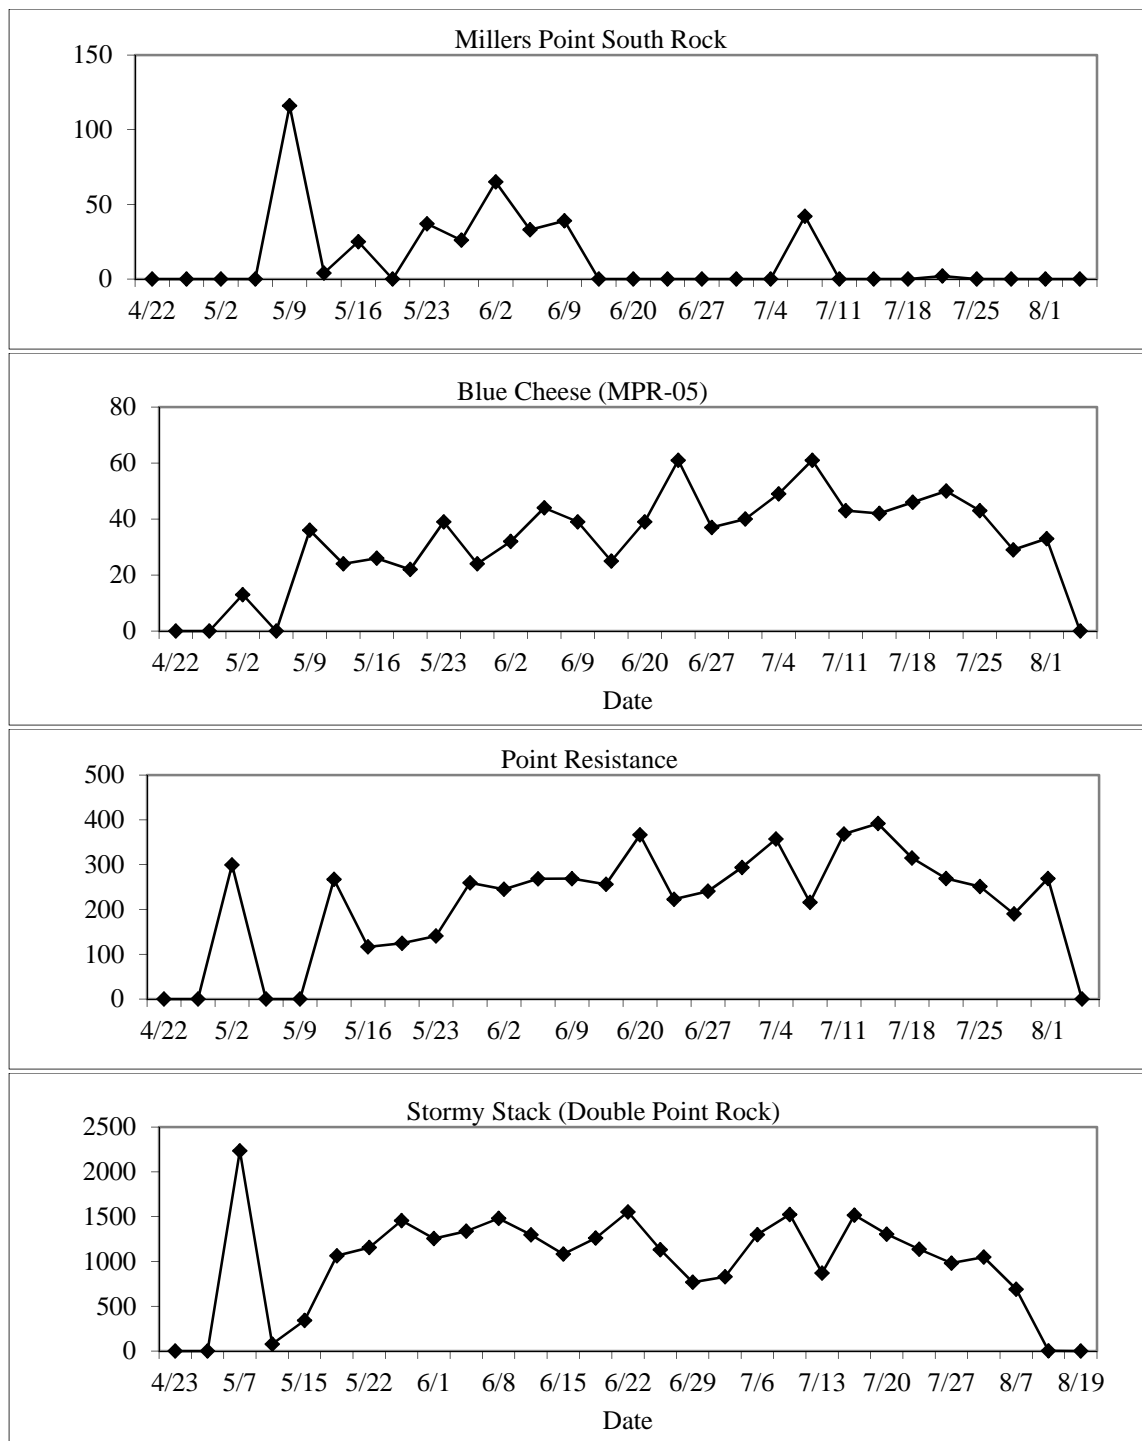 Millers Point South Rock
150
100
50
0
4/22 5/2 5/9 5/16 5/23 6/2 6/9 6/20 6/27 7/4 7/11 7/18 7/25 8/1
Blue Cheese (MPR-05)
80
60
40
20
0
4/22 5/2 5/9 5/16 5/23 6/2 6/9 6/20 6/27 7/4 7/11 7/18 7/25 8/1
Date
Point Resistance
500
400
300
200
100
0
4/22 5/2 5/9 5/16 5/23 6/2 6/9 6/20 6/27 7/4 7/11 7/18 7/25 8/1
Stormy Stack (Double Point Rock)
2500
2000
1500
1000
500
0
4/23 5/7 5/15 5/22 6/1 6/8 6/15 6/22 6/29 7/6 7/13 7/20 7/27 8/7 8/19
Date